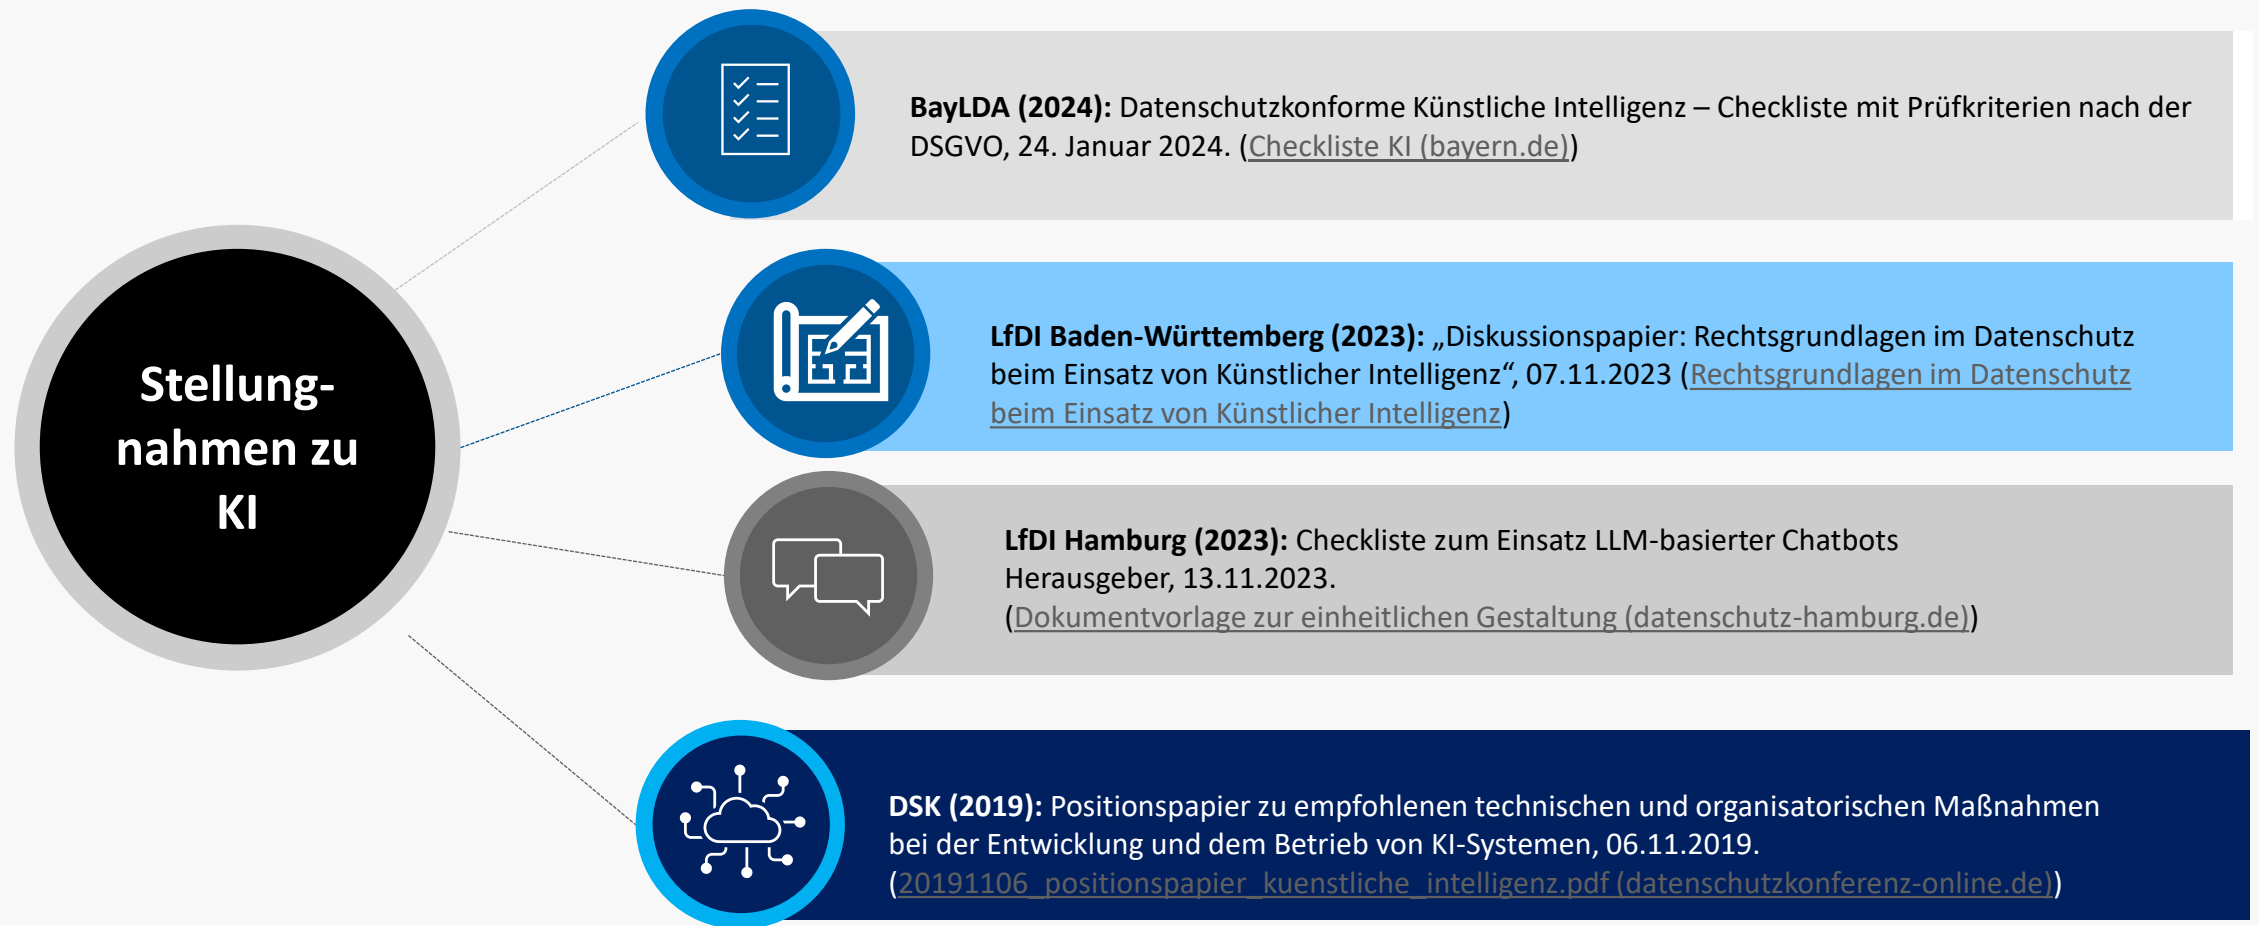 Stellung-
nahmen zu
KI
BayLDA (2024): Datenschutzkonforme Künstliche Intelligenz – Checkliste mit Prüfkriterien nach der
DSGVO, 24. Januar 2024. (Checkliste KI (bayern.de))
LfDI Baden-Württemberg (2023): „Diskussionspapier: Rechtsgrundlagen im Datenschutz
beim Einsatz von Künstlicher Intelligenz“, 07.11.2023 (Rechtsgrundlagen im Datenschutz
beim Einsatz von Künstlicher Intelligenz)
LfDI Hamburg (2023): Checkliste zum Einsatz LLM-basierter Chatbots
Herausgeber, 13.11.2023.
(Dokumentvorlage zur einheitlichen Gestaltung (datenschutz-hamburg.de))
DSK (2019): Positionspapier zu empfohlenen technischen und organisatorischen Maßnahmen
bei der Entwicklung und dem Betrieb von KI-Systemen, 06.11.2019.
(20191106_positionspapier_kuenstliche_intelligenz.pdf (datenschutzkonferenz-online.de))